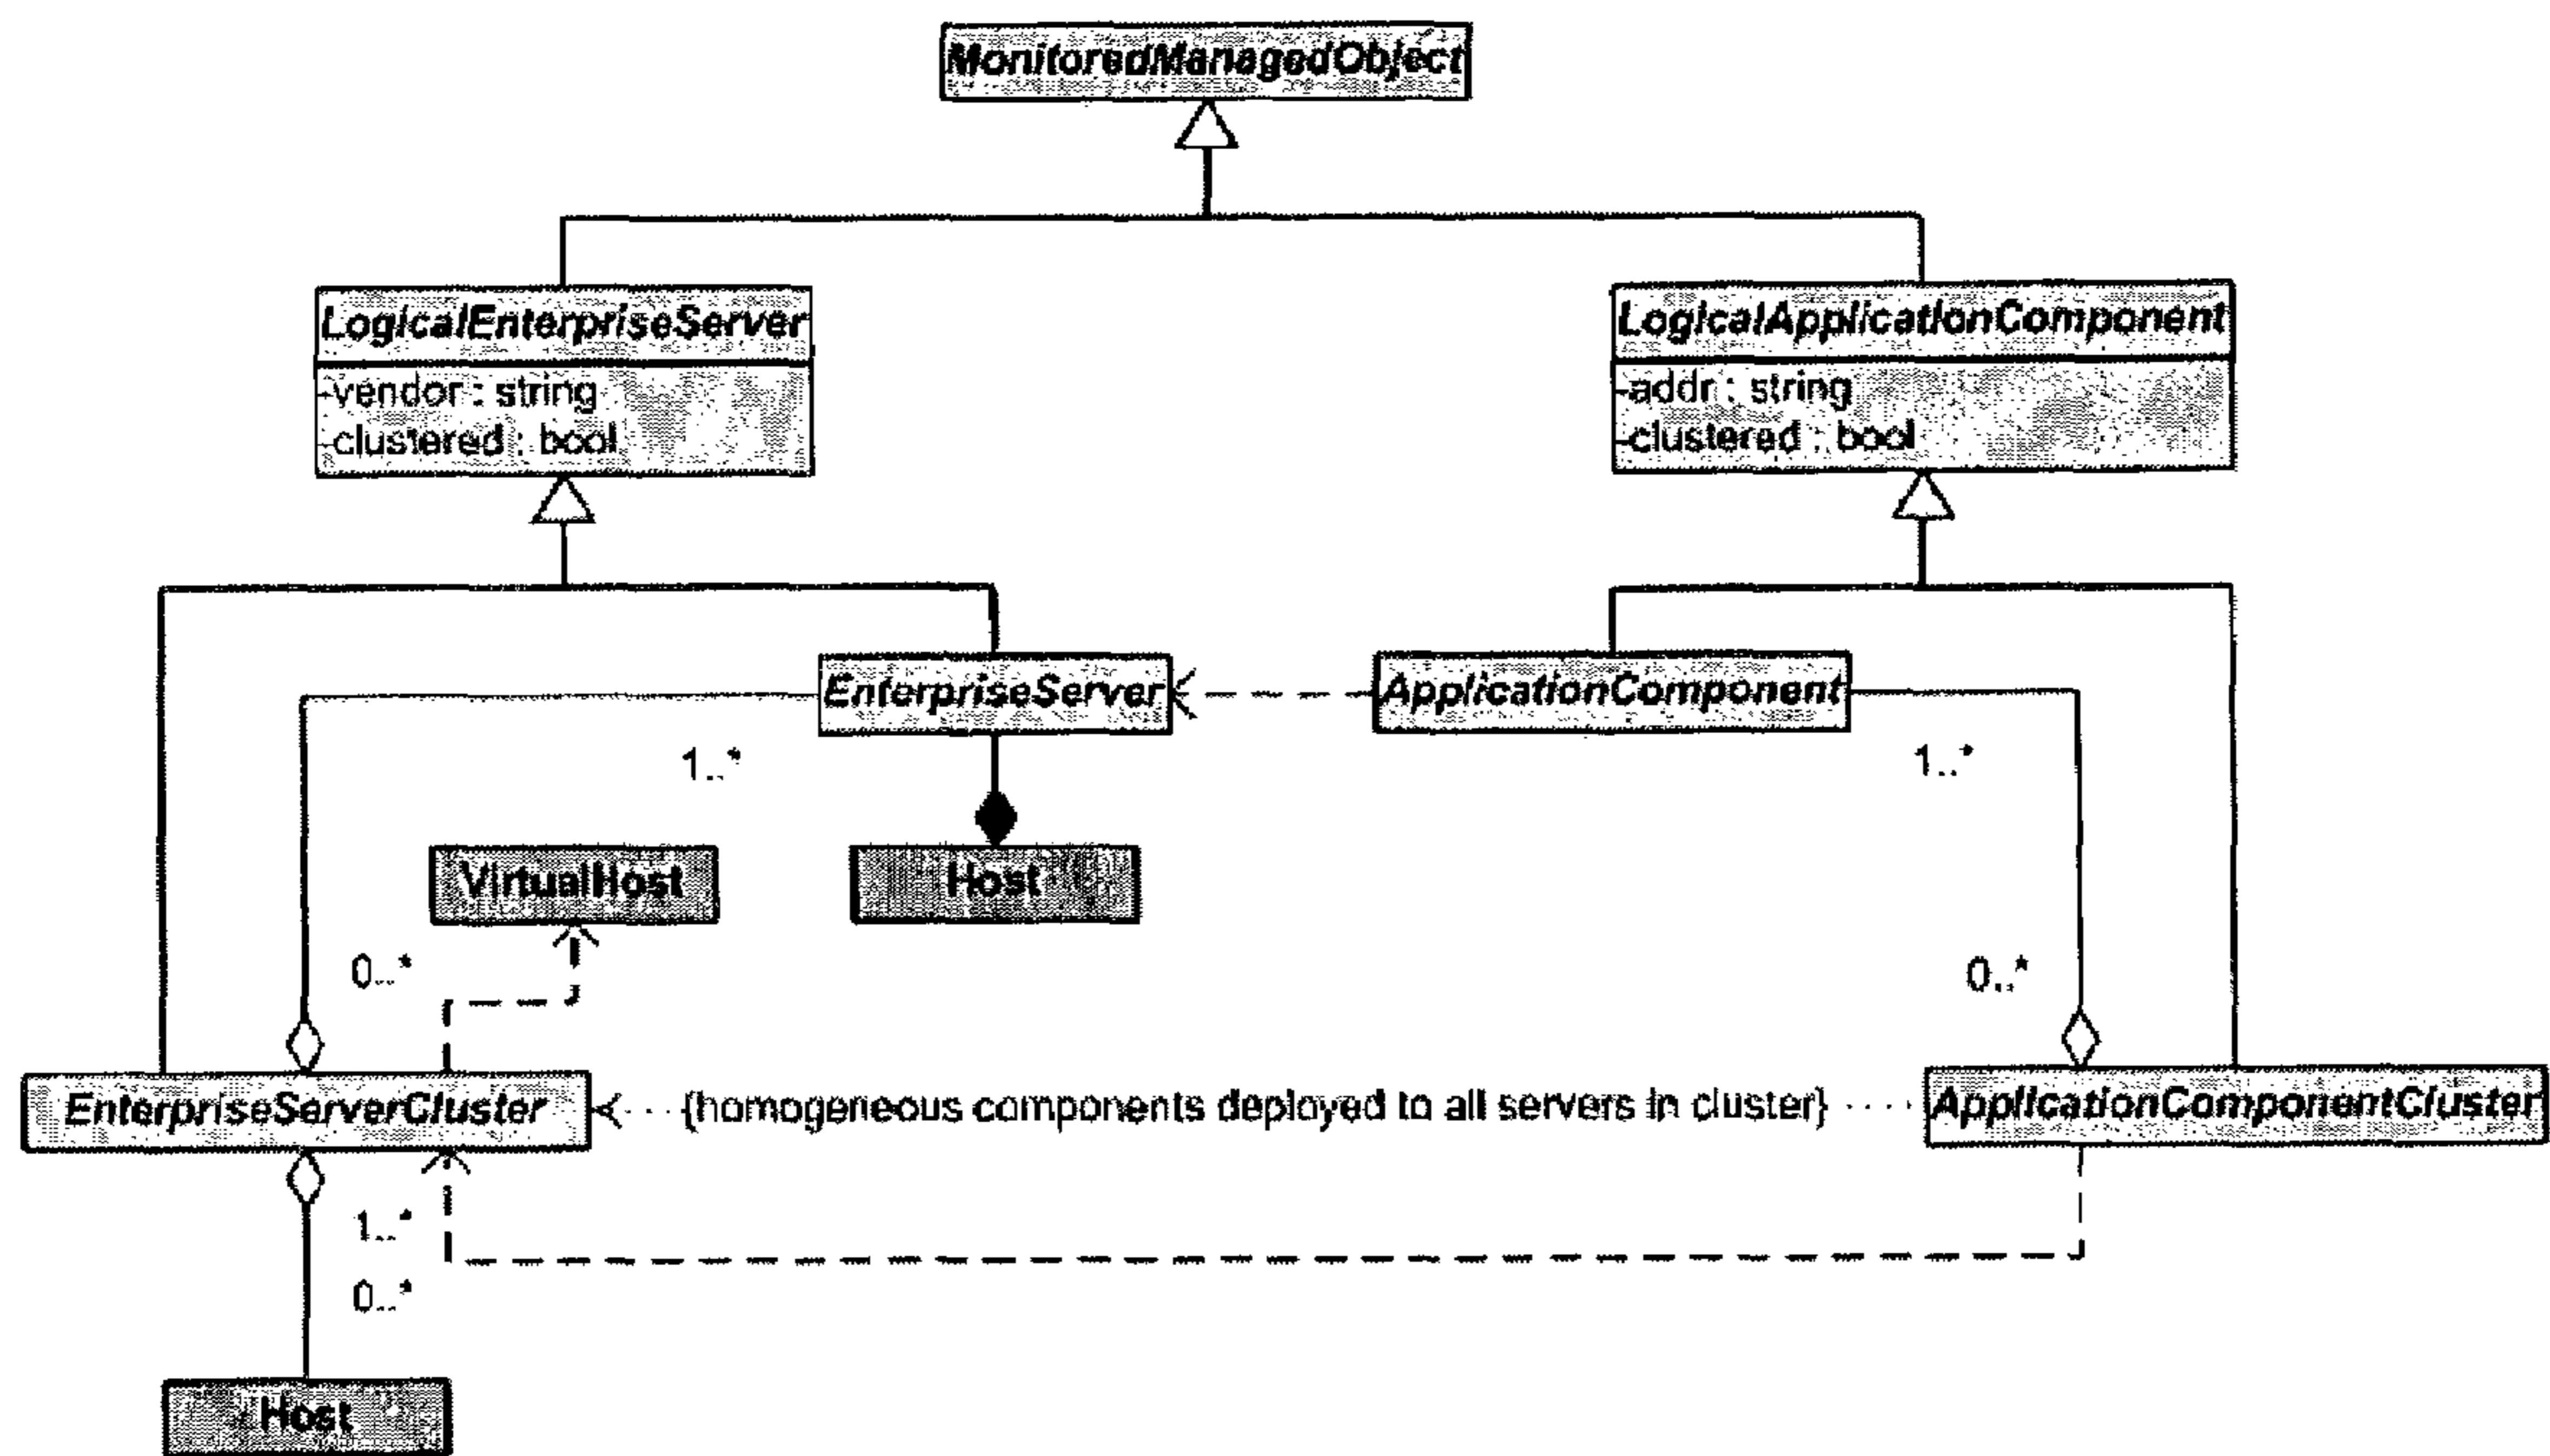 MonitoredManagedObject
LogicalEnterpriseServer
-vendor : string
-clustered : bool
LogicalApplicationComponent
-addr : string
-clustered : bool
EnterpriseServer
ApplicationComponent
1..*
1..*
VirtualHost
Host
0..*
0..*
EnterpriseServerCluster
{homogeneous components deployed to all servers in cluster}
ApplicationComponentCluster
1..*
0..*
Host